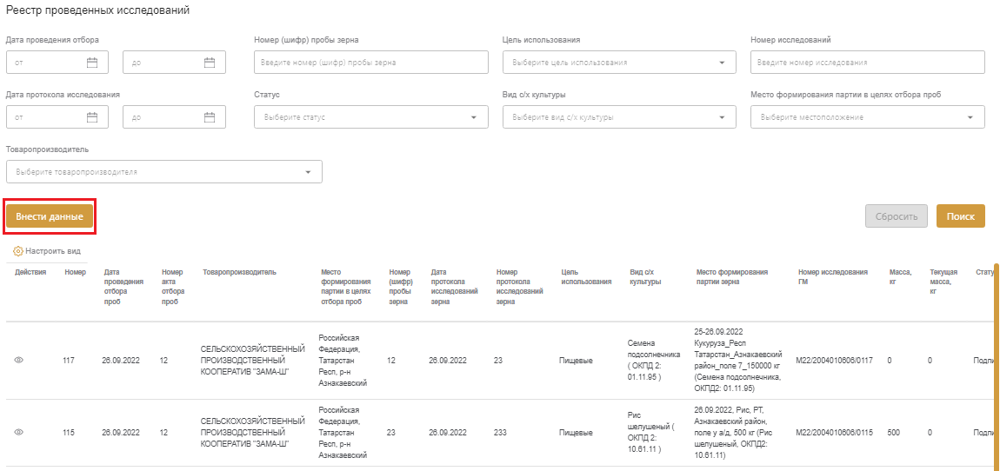 Реестр проведенных исследований
Дата проведения отбора
Номер (шифр) пробы зерна
Цель использования
Номер исследований
от
до
Введите номер (шифр) пробы зерна
Выберите цель использования
Введите номер исследования
Дата протокола исследования
Статус
Вид с/х культуры
Место формирования партии в целях отбора проб
от
до
Выберите статус
Выберите вид с/х культуры
Выберите местоположение
Товаропроизводитель
Выберите товаропроизводителя
Внести данные
Сбросить
Поиск
Настроить вид
Действия
Номер
Дата
проведения
отбора
проб
Номер
акта
отбора
проб
Товаропроизводитель
Место
формирования
партии в целях
отбора проб
Номер
(шифр)
пробы
зерна
Дата
протокола
исследований
зерна
Номер
протокола
исследований
зерна
Цель
использования
Вид с/х
культуры
Место формирования
партии зерна
Номер исследования
ГМ
Масса,
кг
Текущая
масса,
кг
Стату
117
26.09.2022
12
СЕЛЬСКОХОЗЯЙСТВЕННЫЙ
ПРОИЗВОДСТВЕННЫЙ
КООПЕРАТИВ "ЗАМА-Ш"
Российская
Федерация,
Татарстан
Респ, р-н
Азнакаевский
12
26.09.2022
23
Пищевые
Семена
подсолнечника
( ОКПД 2:
01.11.95 )
25-26.09.2022
Кукуруза_Респ
Татарстан_Азнакаевский
район_поле 7_150000 кг
(Семена подсолнечника,
ОКПД2: 01.11.95)
М22/2004010606/0117
0
0
Подпи
115
26.09.2022
12
СЕЛЬСКОХОЗЯЙСТВЕННЫЙ
ПРОИЗВОДСТВЕННЫЙ
КООПЕРАТИВ "ЗАМА-Ш"
Российская
Федерация,
Татарстан
Респ, р-н
Азнакаевский
23
26.09.2022
233
Пищевые
Рис
шелушеный (
ОКПД 2:
10.61.11 )
26.09.2022, Рис, РТ,
Азнакаевский район,
поле у а/д, 500 кг (Рис
шелушеный, ОКПД2:
10.61.11)
М22/2004010606/0115
500
0
Подпи